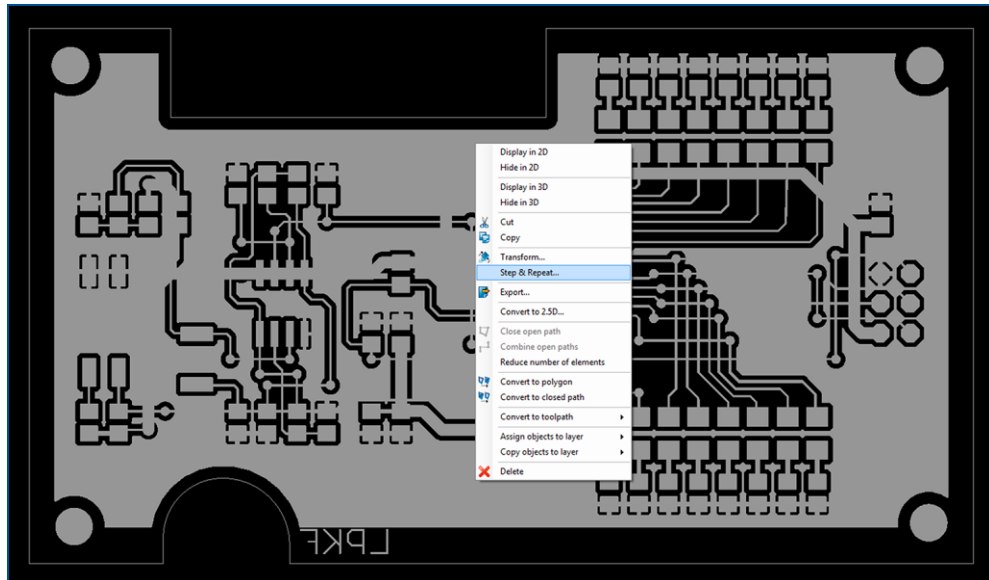 Display in 2D
Hide in 2D
Display in 3D
Hide in 3D
Cut
Copy
Transform...
Step & Repeat...
Export...
Convert to 2.5D...
Close open path
Combine open paths
Reduce number of elements
Convert to polygon
Convert to closed path
Convert to toolpath
Assign objects to layer
Copy objects to layer
Delete
LPKF